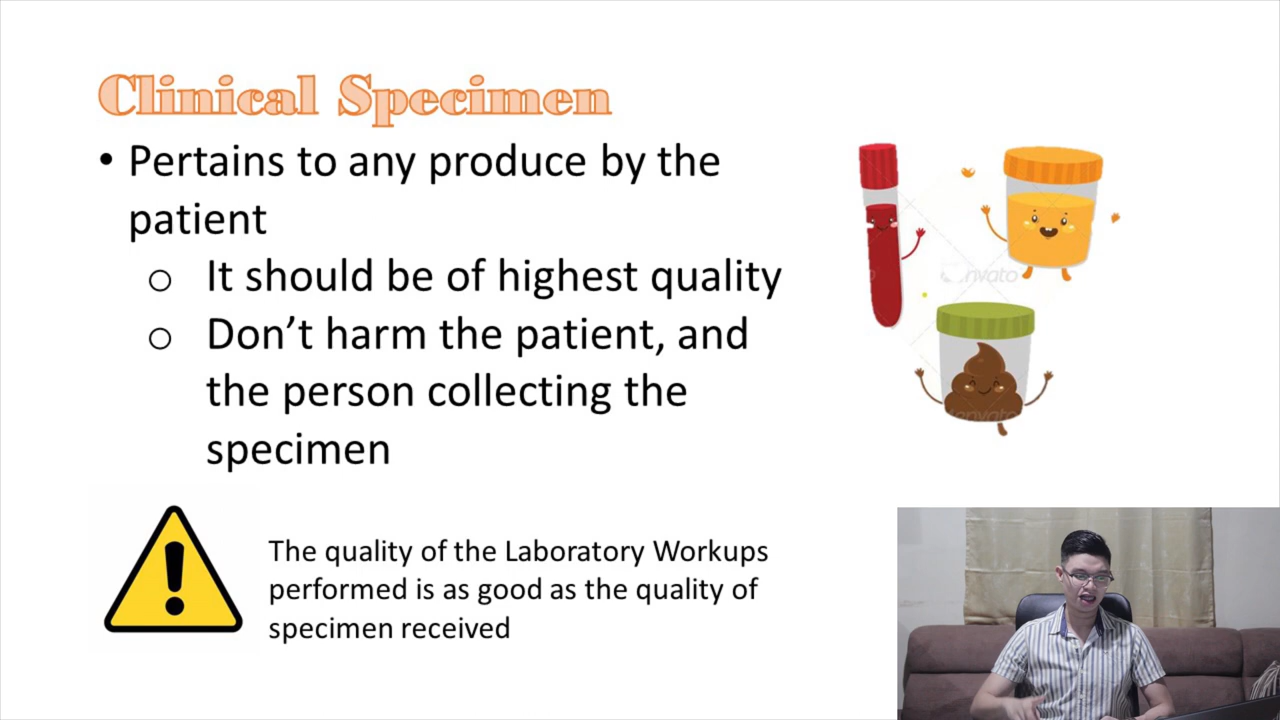 Clinical Specimen
• Pertains to any produce by the
patient
o It should be of highest quality
o Don’t harm the patient, and
the person collecting the
specimen
The quality of the Laboratory Workups
performed is as good as the quality of
specimen received
envato